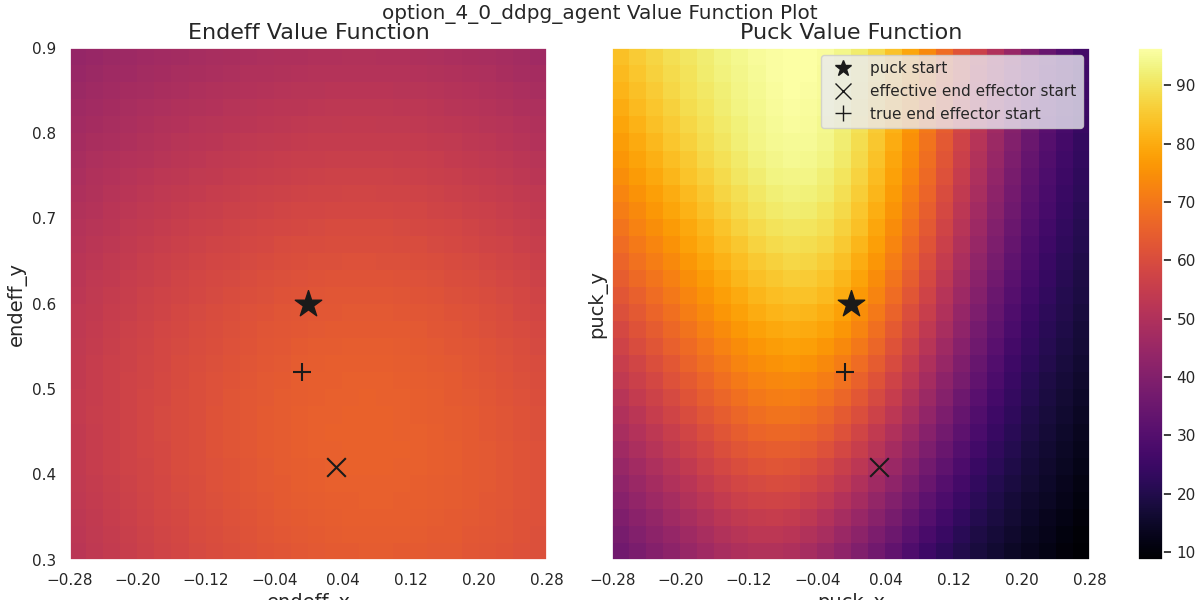 option_4_0_ddpg_agent Value Function Plot
Endeff Value Function
Puck Value Function
puck start
effective end effector start
true end effector start
endeff_y
0.9
0.8
0.7
0.6
0.5
0.4
0.3
−0.28 −0.20 −0.12 −0.04 0.04 0.12 0.20 0.28
endeff_x
puck_y
−0.28 −0.20 −0.12 −0.04 0.04 0.12 0.20 0.28
puck_x
90
80
70
60
50
40
30
20
10